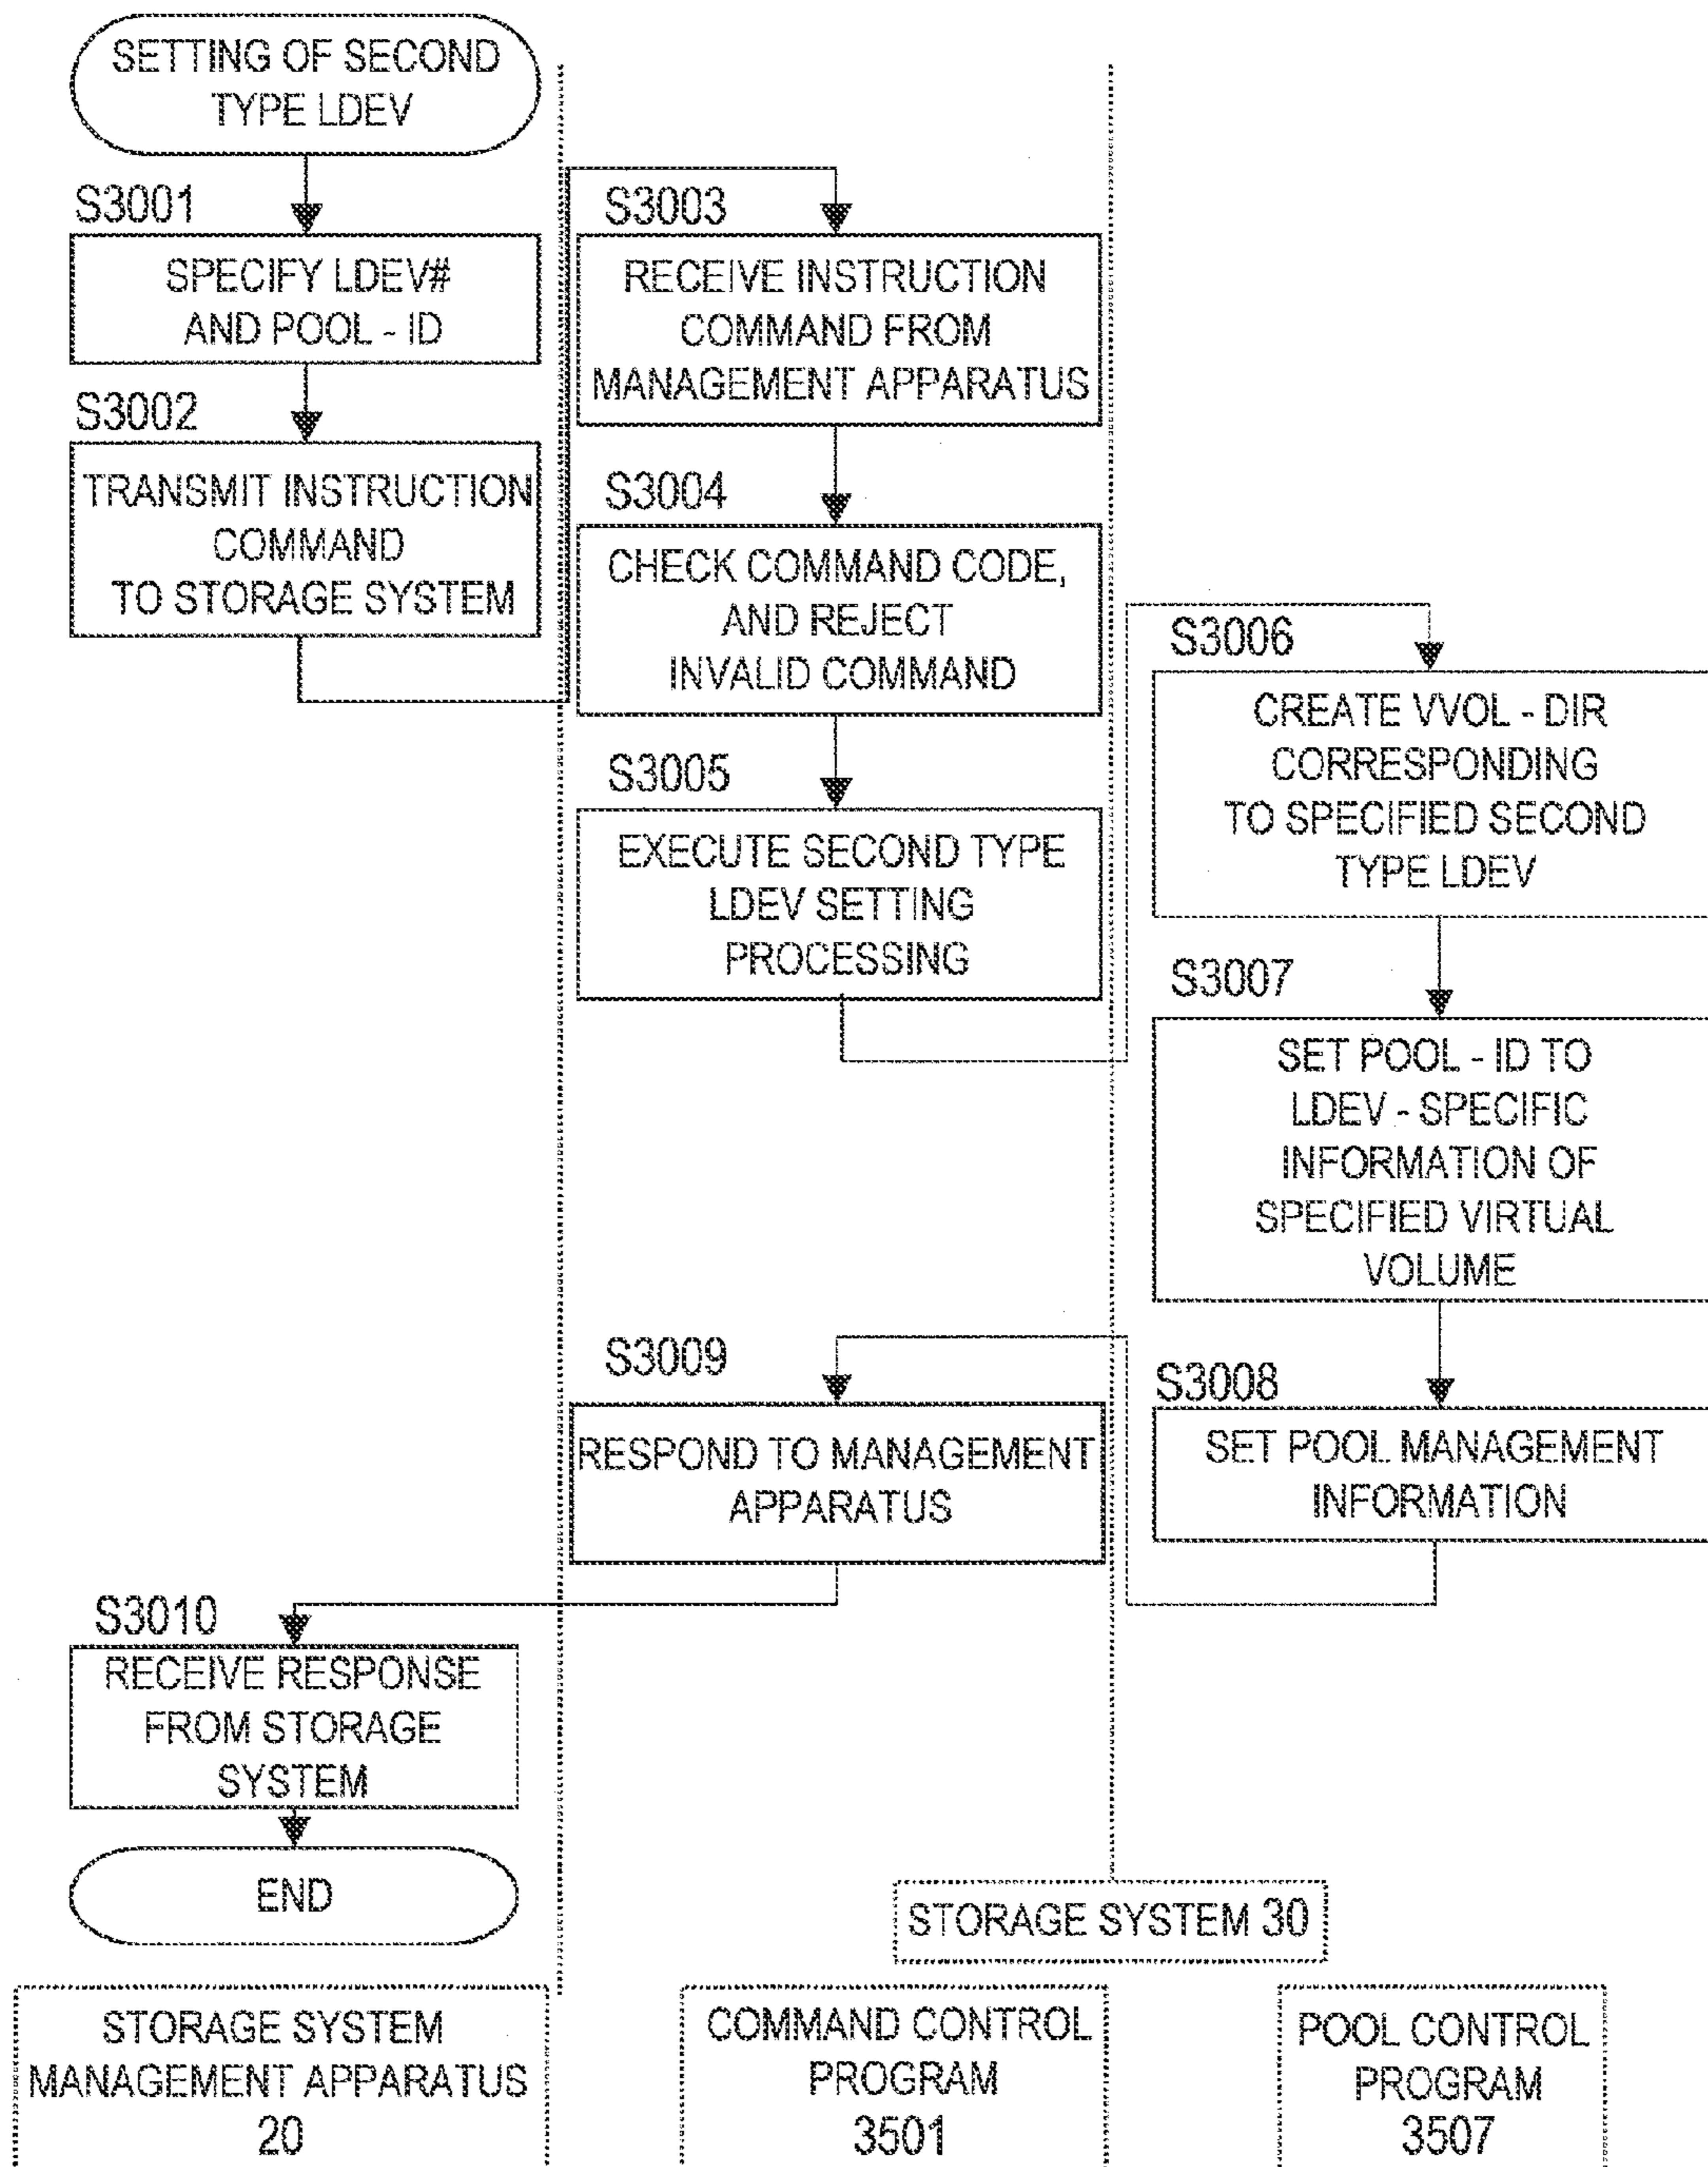 SETTING OF SECOND
TYPE LDEV
S3001
SPECIFY LDEV#
AND POOL - ID
S3002
TRANSMIT INSTRUCTION
COMMAND
TO STORAGE SYSTEM
S3003
RECEIVE INSTRUCTION
COMMAND FROM
MANAGEMENT APPARATUS
S3004
CHECK COMMAND CODE,
AND REJECT
INVALID COMMAND
S3005
EXECUTE SECOND TYPE
LDEV SETTING
PROCESSING
S3006
CREATE VVOL - DIR
CORRESPONDING
TO SPECIFIED SECOND
TYPE LDEV
S3007
SET POOL - ID TO
LDEV - SPECIFIC
INFORMATION OF
SPECIFIED VIRTUAL
VOLUME
S3008
SET POOL MANAGEMENT
INFORMATION
S3009
RESPOND TO MANAGEMENT
APPARATUS
S3010
RECEIVE RESPONSE
FROM STORAGE
SYSTEM
END
STORAGE SYSTEM 30
STORAGE SYSTEM
MANAGEMENT APPARATUS
20
COMMAND CONTROL
PROGRAM
3501
POOL CONTROL
PROGRAM
3507